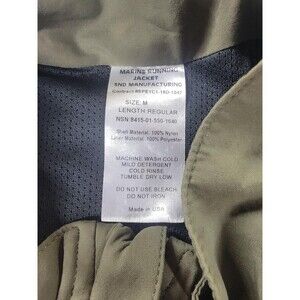 MARINE RUNNING
JACKET
SND MANUFACTURING
Contract
SIZE: M
LENGTH REGULAR
NSN 8415-01-550-1640
Shell Material, 100% Nylon
Liner Material, 100% Polyester
MACHINE WASH COLD
MILD DETERGENT
COLD RINSE
TUMBLE DRY LOW
DO NOT USE BLEACH
DO NOT IRON
Made in USA